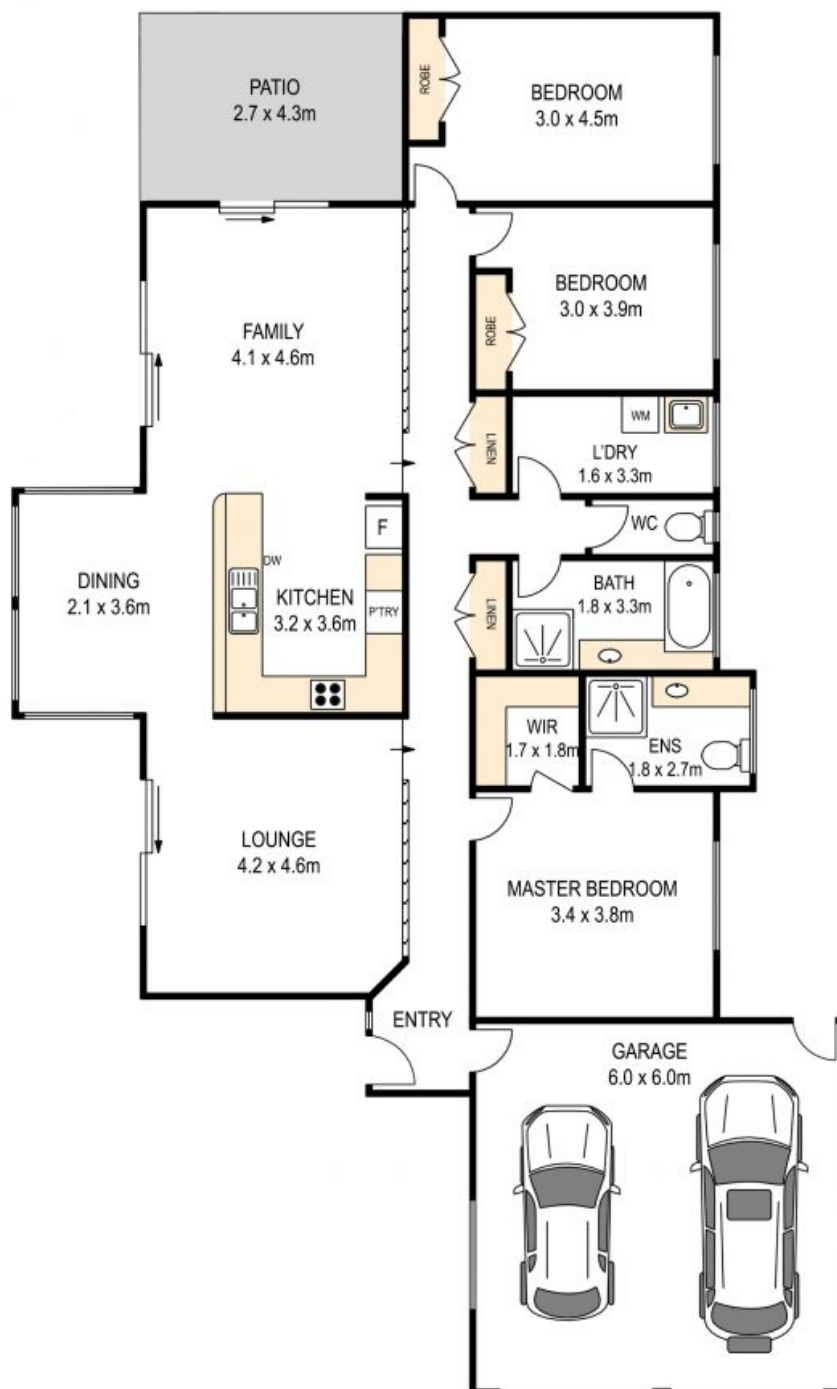 PATIO
2.7 x 4.3m
ROBE
BEDROOM
3.0 x 4.5m
BEDROOM
3.0 x 3.9m
ROBE
FAMILY
4.1 x 4.6m
LINEN
WM
L'DRY
1.6 x 3.3m
F
WC
DW
DINING
2.1 x 3.6m
KITCHEN
3.2 x 3.6m
P'TRY
LINEN
BATH
1.8 x 3.3m
WIR
1.7 x 1.8m
ENS
1.8 x 2.7m
LOUNGE
4.2 x 4.6m
MASTER BEDROOM
3.4 x 3.8m
ENTRY
GARAGE
6.0 x 6.0m